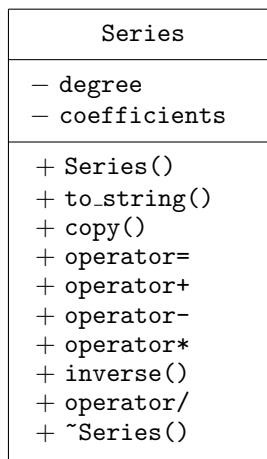 Series
− degree
− coefficients
+ Series()
+ to_string()
+ copy()
+ operator=
+ operator+
+ operator-
+ operator*
+ inverse()
+ operator/
+ ~Series()